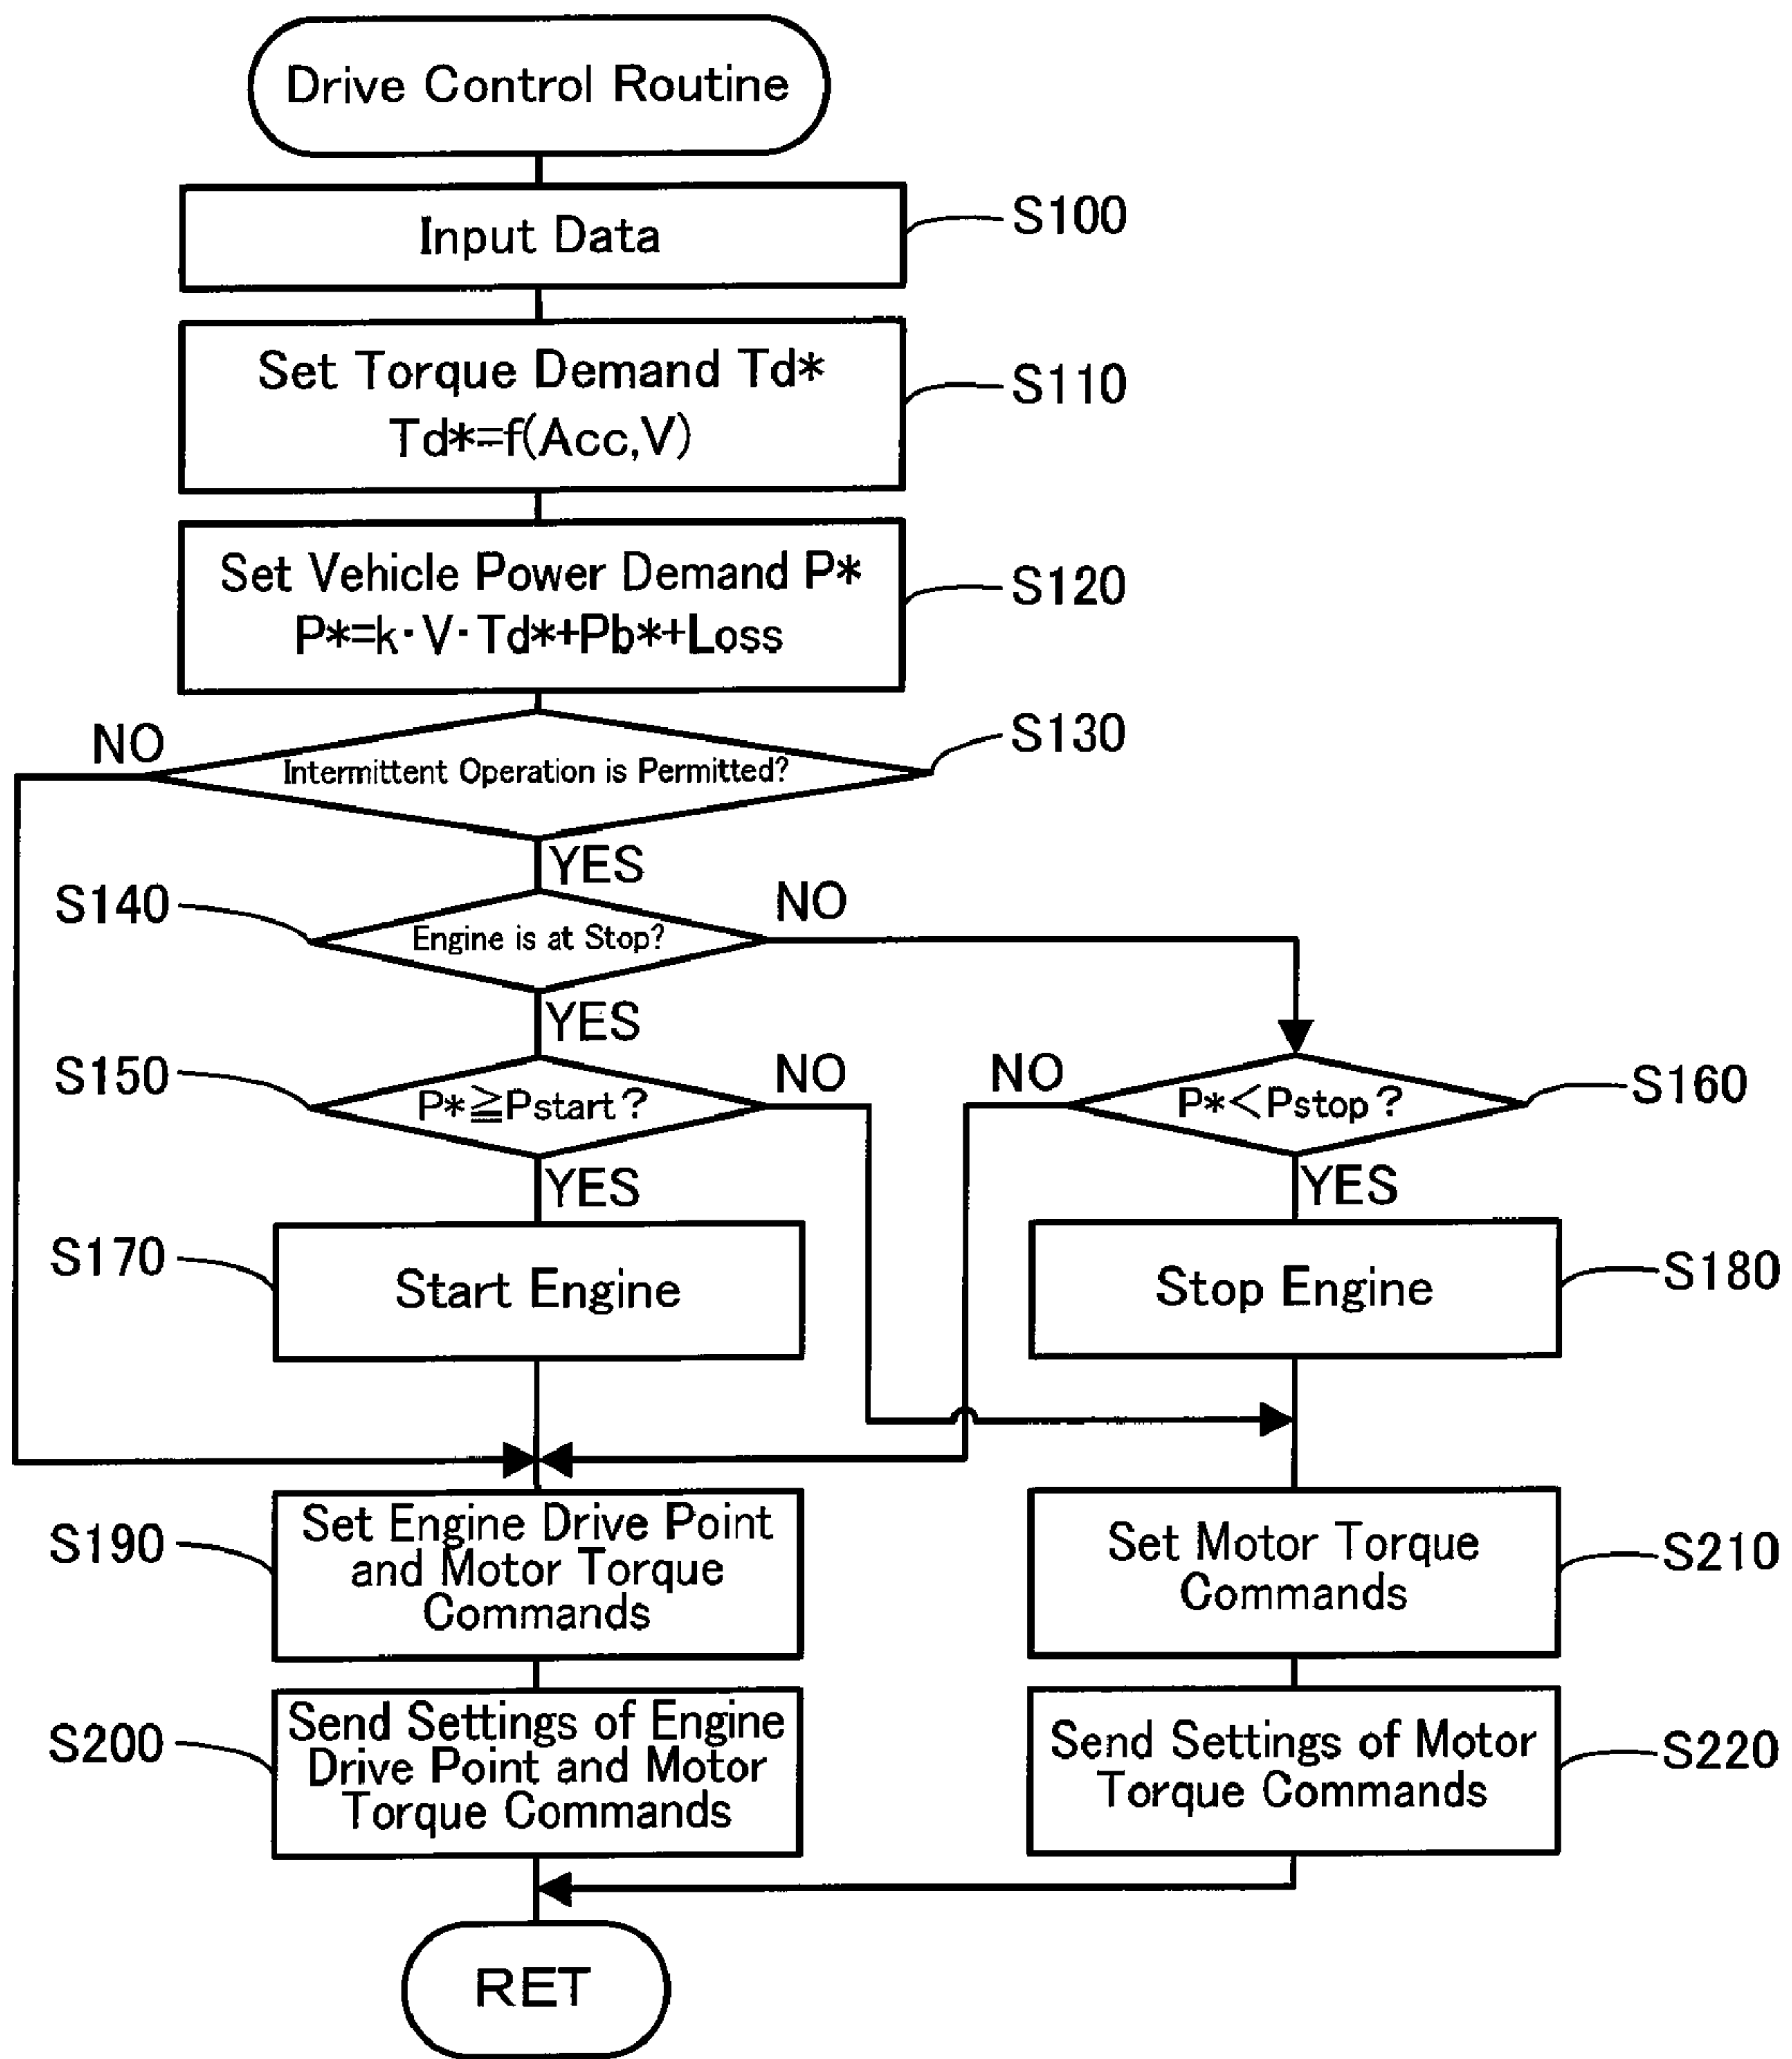 Drive Control Routine
Input Data
S100
Set Torque Demand Td*
Td*=f(Acc,V)
S110
Set Vehicle Power Demand P*
P*=k・V・Td*+Pb*+Loss
S120
NO
Intermittent Operation is Permitted?
S130
YES
S140
Engine is at Stop?
NO
YES
S150
P*≧Pstart?
NO
NO
P*<Pstop?
S160
YES
YES
S170
Start Engine
Stop Engine
S180
S190
Set Engine Drive Point
and Motor Torque
Commands
Set Motor Torque
Commands
S210
S200
Send Settings of Engine
Drive Point and Motor
Torque Commands
Send Settings of Motor
Torque Commands
S220
RET